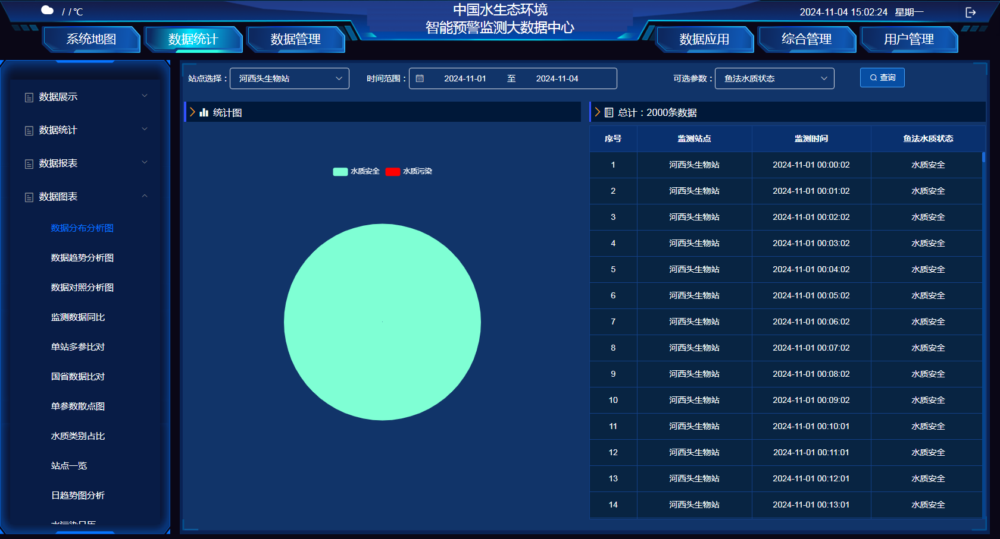 / / ℃
中国水生态环境
智能预警监测大数据中心
2024-11-04 15:02:24 星期一
系统地图
数据统计
数据管理
数据应用
综合管理
用户管理
数据展示
数据统计
数据报表
数据图表
数据分布分析图
数据趋势分析图
数据对照分析图
监测数据同比
单站多参比对
国省数据比对
单参数散点图
水质类别占比
站点一览
日趋势图分析
站点选择： 河西头生物站 时间范围： 2024-11-01 至 2024-11-04 可选参数： 鱼法水质状态 查询
统计图
水质安全 水质污染
总计：2000条数据
序号 监测站点 监测时间 鱼法水质状态
1 河西头生物站 2024-11-01 00:00:02 水质安全
2 河西头生物站 2024-11-01 00:01:02 水质安全
3 河西头生物站 2024-11-01 00:02:02 水质安全
4 河西头生物站 2024-11-01 00:03:02 水质安全
5 河西头生物站 2024-11-01 00:04:02 水质安全
6 河西头生物站 2024-11-01 00:05:02 水质安全
7 河西头生物站 2024-11-01 00:06:02 水质安全
8 河西头生物站 2024-11-01 00:07:02 水质安全
9 河西头生物站 2024-11-01 00:08:02 水质安全
10 河西头生物站 2024-11-01 00:09:02 水质安全
11 河西头生物站 2024-11-01 00:10:01 水质安全
12 河西头生物站 2024-11-01 00:11:01 水质安全
13 河西头生物站 2024-11-01 00:12:01 水质安全
14 河西头生物站 2024-11-01 00:13:01 水质安全